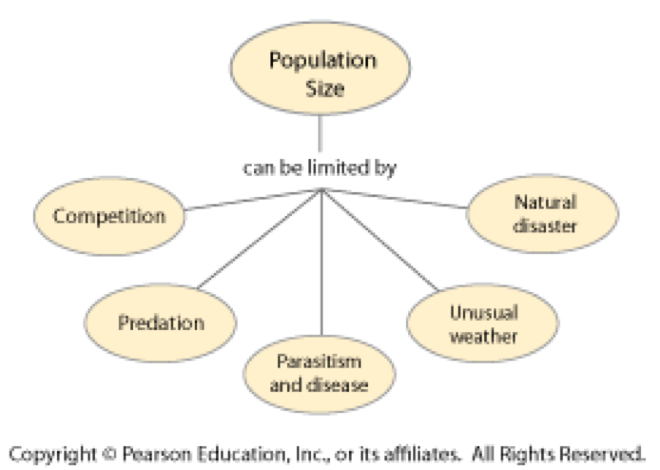 Population
Size
can be limited by
Competition
Natural
disaster
Predation
Unusual
weather
Parasitism
and disease
Copyright © Pearson Education, Inc., or its affiliates. All Rights Reserved.